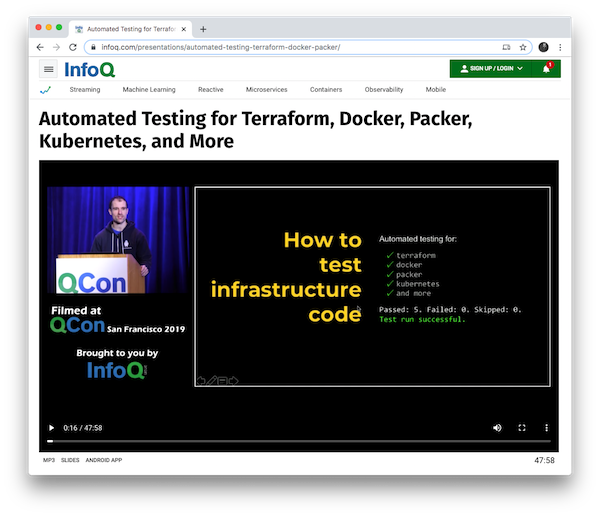 Automated Testing for Terrafor
infoq.com/presentations/automated-testing-terraform-docker-packer/
InfoQ
SIGN UP / LOGIN
1
Streaming
Machine Learning
Reactive
Microservices
Containers
Observability
Mobile
Automated Testing for Terraform, Docker, Packer,
Kubernetes, and More
QCon
Filmed at
QCon San Francisco 2019
Brought to you by
InfoQ
How to
test
infrastructure
code
Automated testing for:
✓ terraform
✓ docker
✓ packer
✓ kubernetes
✓ and more
Passed: 5. Failed: 0. Skipped: 0.
Test run successful.
0:16 / 47:58
MP3 SLIDES ANDROID APP
47:58